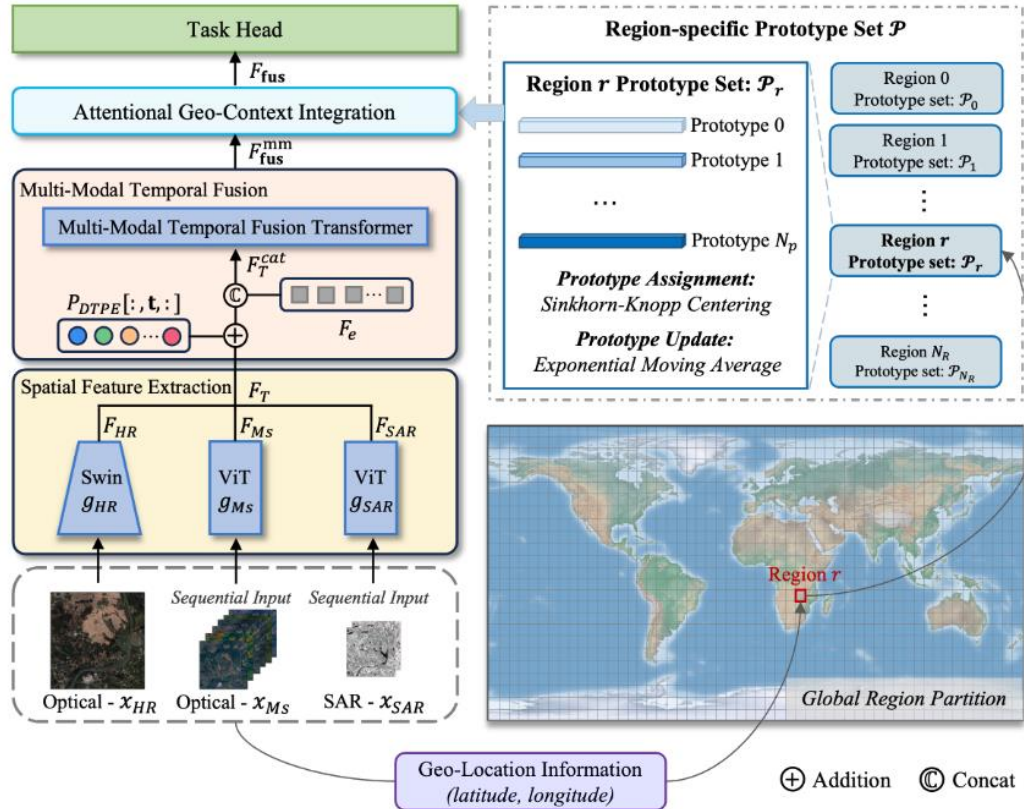 Task Head
F_fus
Attentional Geo-Context Integration
F_fus^mm
Multi-Modal Temporal Fusion
Multi-Modal Temporal Fusion Transformer
F_T^cat
ℂ
P_DTPE[:, t, :]
...
+
...
F_e
Spatial Feature Extraction
F_T
F_HR
F_Ms
F_SAR
Swin
g_HR
ViT
g_Ms
ViT
g_SAR
Sequential Input
Sequential Input
Optical - x_HR
Optical - x_Ms
SAR - x_SAR
Region-specific Prototype Set 𝒫
Region r Prototype Set: 𝒫_r
Prototype 0
Prototype 1
...
Prototype N_p
Prototype Assignment:
Sinkhorn-Knopp Centering
Prototype Update:
Exponential Moving Average
Region 0
Prototype set: 𝒫_0
Region 1
Prototype set: 𝒫_1
⋮
Region r
Prototype set: 𝒫_r
⋮
Region N_R
Prototype set: 𝒫_N_R
Region r
Global Region Partition
Geo-Location Information
(latitude, longitude)
⊕ Addition
ℂ Concat